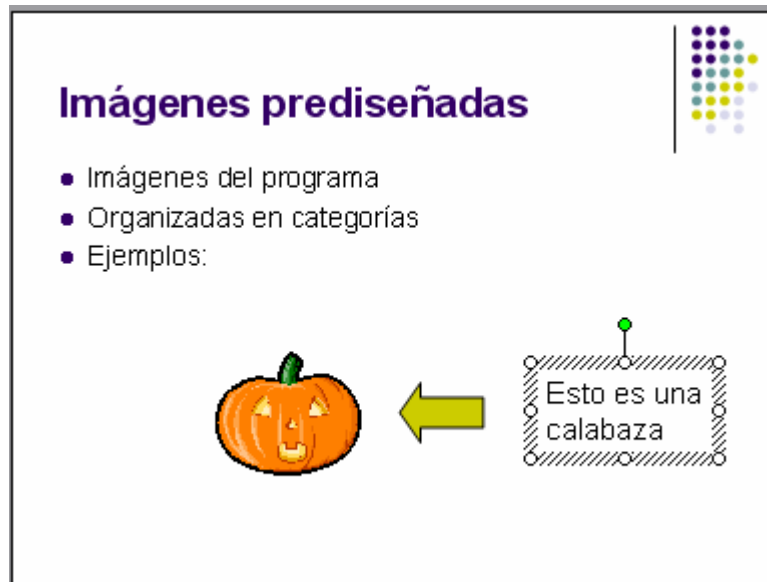 Imágenes prediseñadas
Imágenes del programa
Organizadas en categorías
Ejemplos:
Esto es una
calabaza